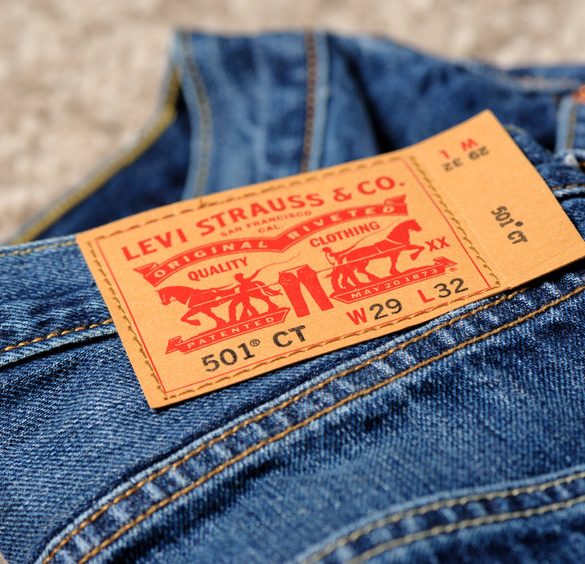 LEVI STRAUSS & CO.
SAN FRANCISCO
CAL.
ORIGINAL RIVETED
QUALITY CLOTHING
XX
PATENTED MAY 20 1873
501® CT W29 L32
W L
29 32
501® CT